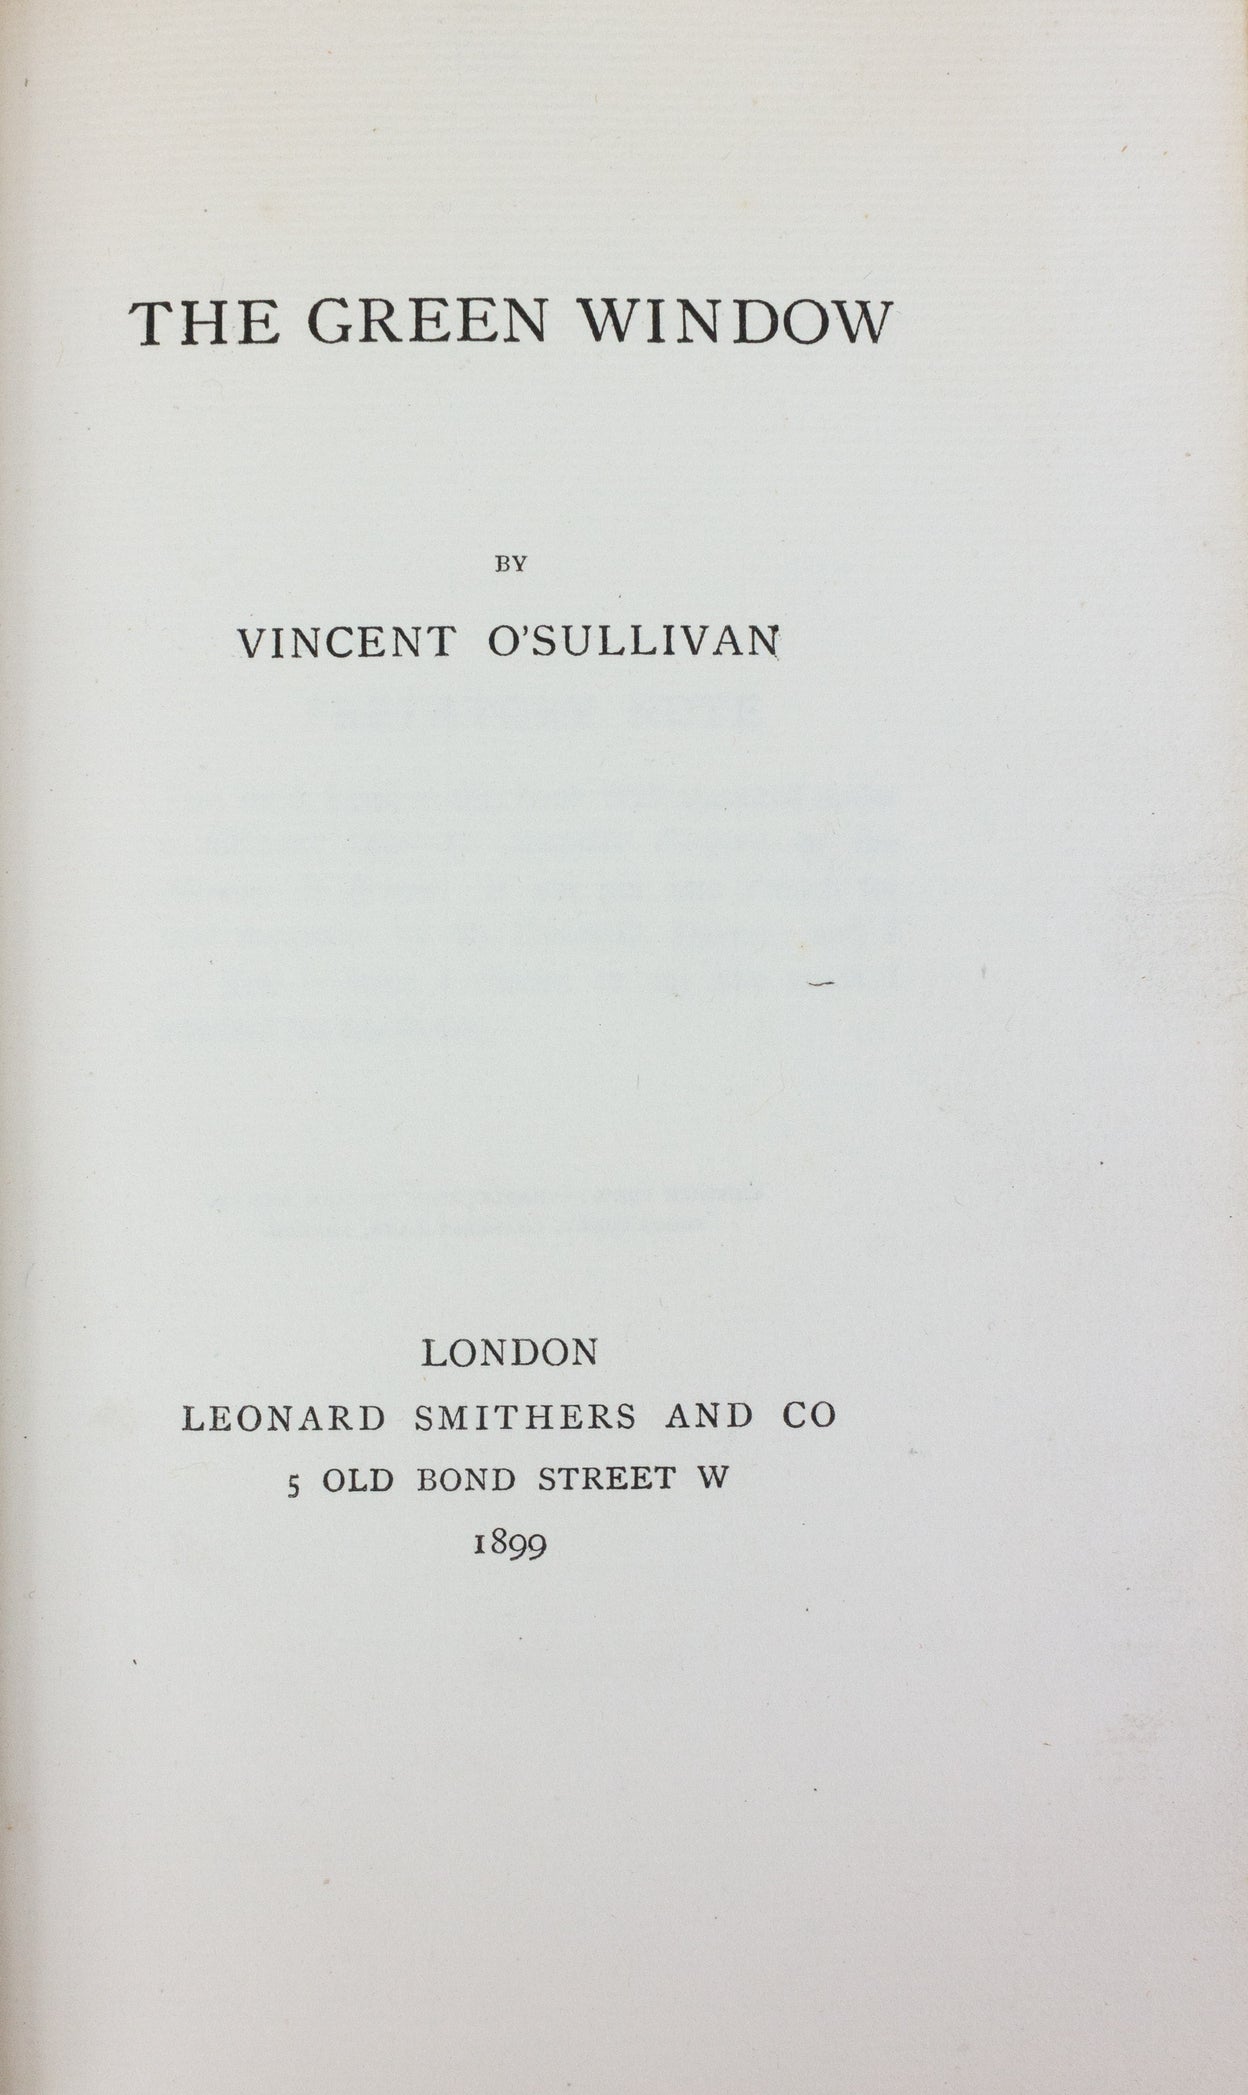 THE GREEN WINDOW
BY
VINCENT O'SULLIVAN
LONDON
LEONARD SMITHERS AND CO
5 OLD BOND STREET W
1899